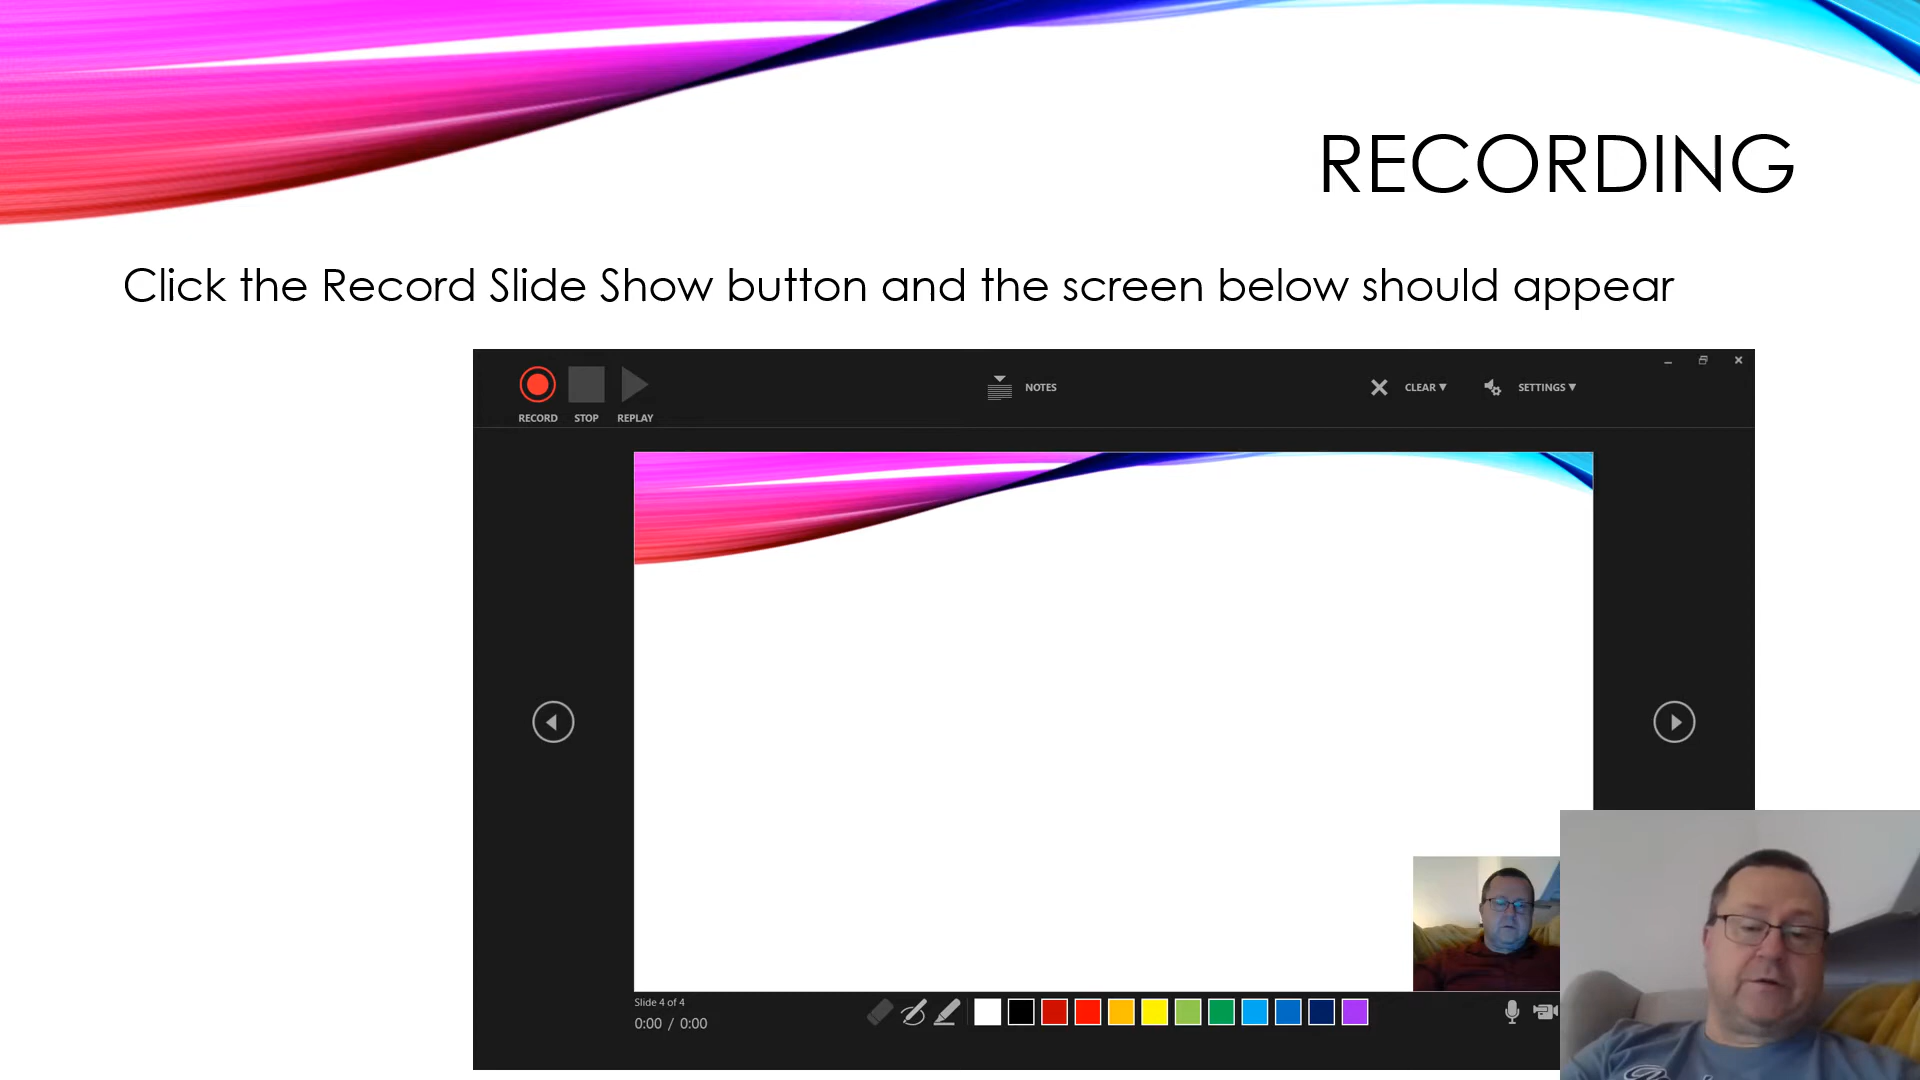 RECORDING
Click the Record Slide Show button and the screen below should appear
RECORD STOP REPLAY
NOTES
CLEAR
SETTINGS
Slide 4 of 4
0:00 / 0:00